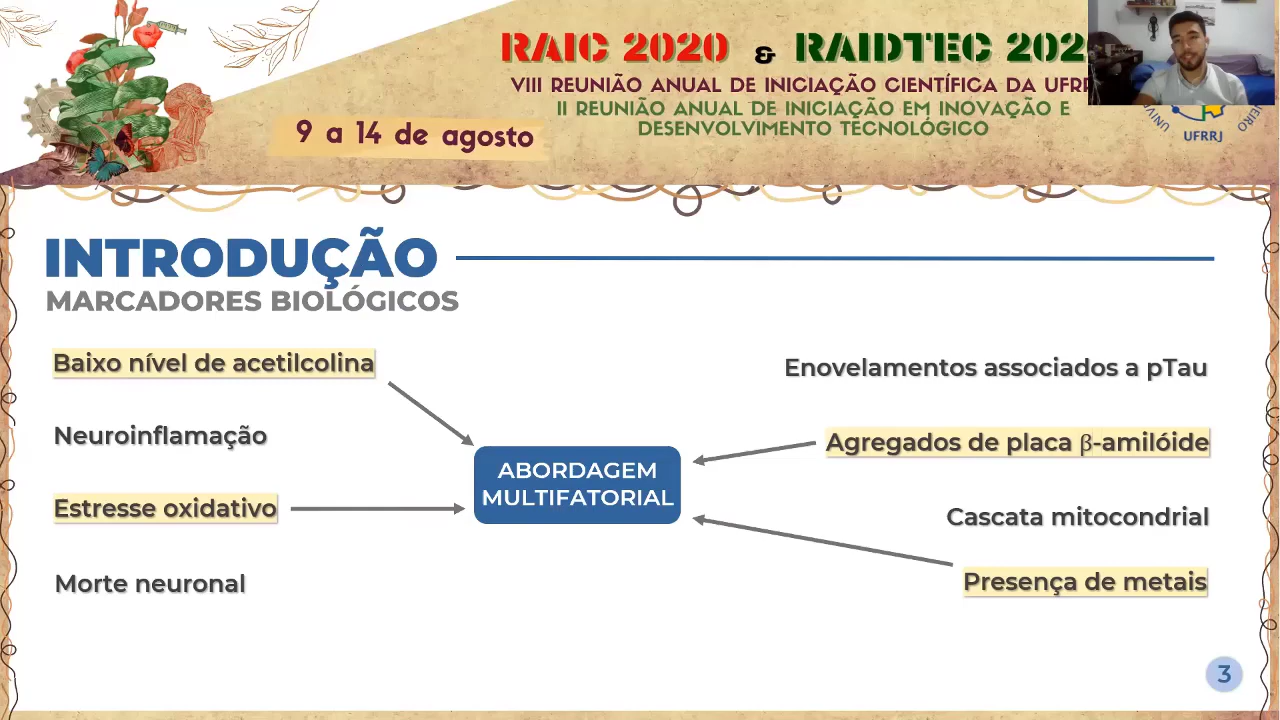 RAIC 2020 & RAIDTEC 202
VIII REUNIÃO ANUAL DE INICIAÇÃO CIENTÍFICA DA UFRR
II REUNIÃO ANUAL DE INICIAÇÃO EM INOVAÇÃO E
DESENVOLVIMENTO TECNOLÓGICO
9 a 14 de agosto
UFRRJ
INTRODUÇÃO
MARCADORES BIOLÓGICOS
Baixo nível de acetilcolina
Neuroinflamação
Estresse oxidativo
Morte neuronal
ABORDAGEM
MULTIFATORIAL
Enovelamentos associados a pTau
Agregados de placa β-amilóide
Cascata mitocondrial
Presença de metais
3